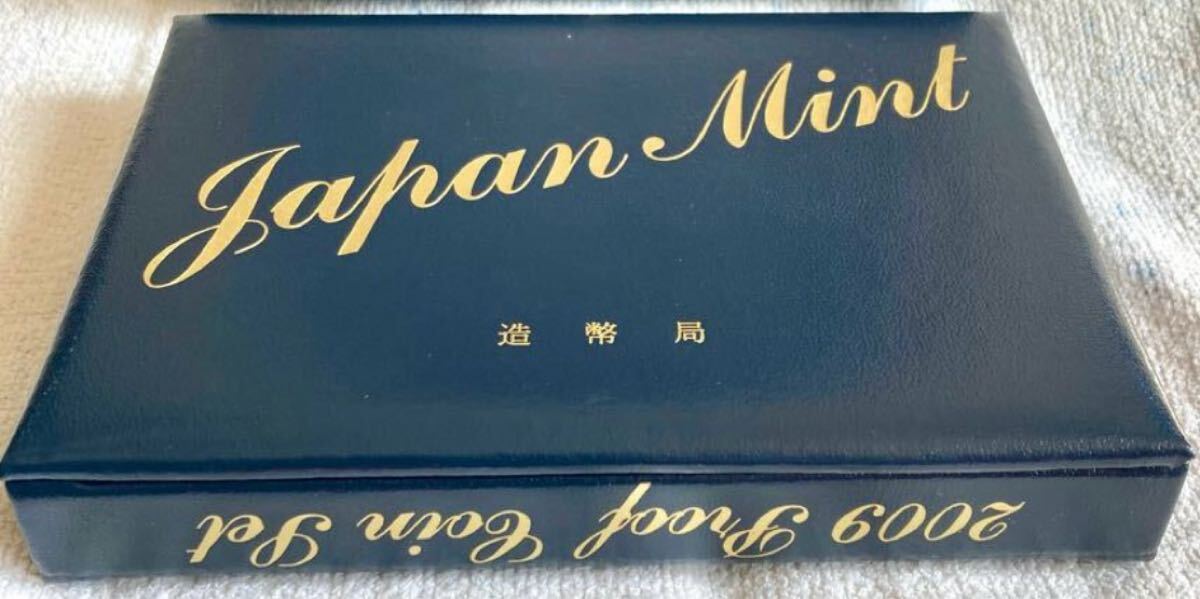 Japan Mint
造幣局
2009 Proof Coin Set